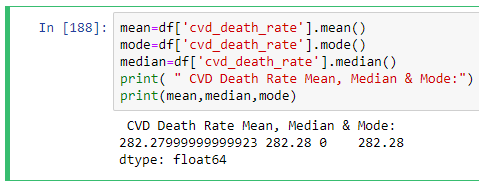 In [188]: mean=df['cvd_death_rate'].mean()
mode=df['cvd_death_rate'].mode()
median=df['cvd_death_rate'].median()
print( " CVD Death Rate Mean, Median & Mode:")
print(mean,median,mode)
 CVD Death Rate Mean, Median & Mode:
282.27999999999923 282.28 0    282.28
dtype: float64